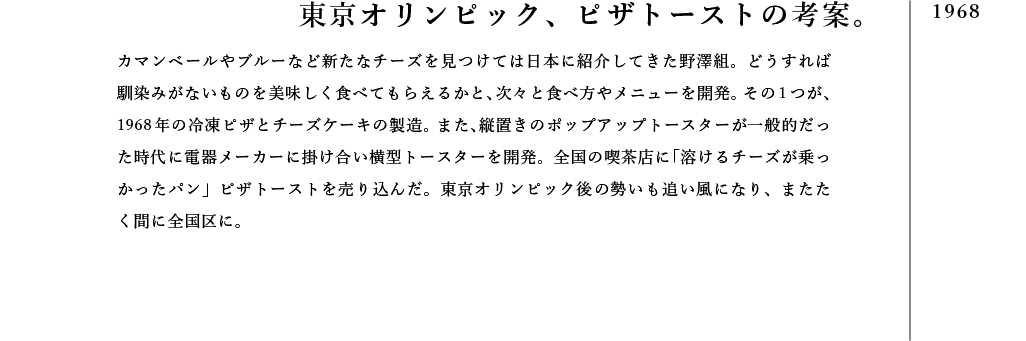 東京オリンピック、ピザトーストの考案。
1968
カマンベールやブルーなど新たなチーズを見つけては日本に紹介してきた野澤組。どうすれば
馴染みがないものを美味しく食べてもらえるかと、次々と食べ方やメニューを開発。その1つが、
1968年の冷凍ピザとチーズケーキの製造。また、縦置きのポップアップトースターが一般的だっ
た時代に電器メーカーに掛け合い横型トースターを開発。全国の喫茶店に「溶けるチーズが乗っ
かったパン」ピザトーストを売り込んだ。東京オリンピック後の勢いも追い風になり、またた
く間に全国区に。